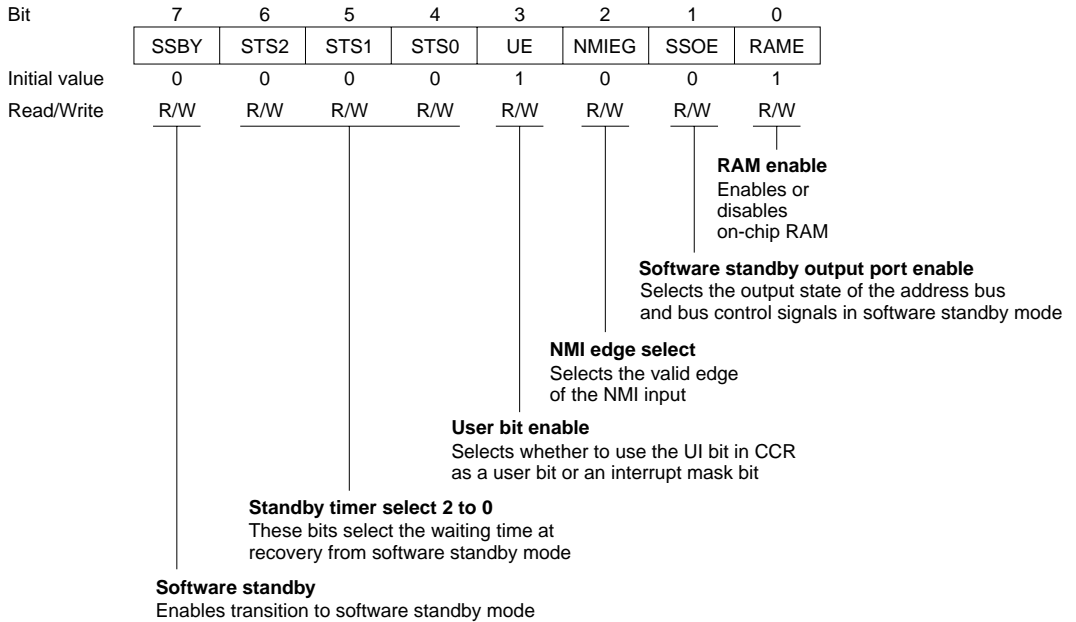 Bit 7 6 5 4 3 2 1 0
SSBY STS2 STS1 STS0 UE NMIEG SSOE RAME
Initial value 0 0 0 0 1 0 0 1
Read/Write R/W R/W R/W R/W R/W R/W R/W R/W
RAM enable
Enables or
disables
on-chip RAM
Software standby output port enable
Selects the output state of the address bus
and bus control signals in software standby mode
NMI edge select
Selects the valid edge
of the NMI input
User bit enable
Selects whether to use the UI bit in CCR
as a user bit or an interrupt mask bit
Standby timer select 2 to 0
These bits select the waiting time at
recovery from software standby mode
Software standby
Enables transition to software standby mode